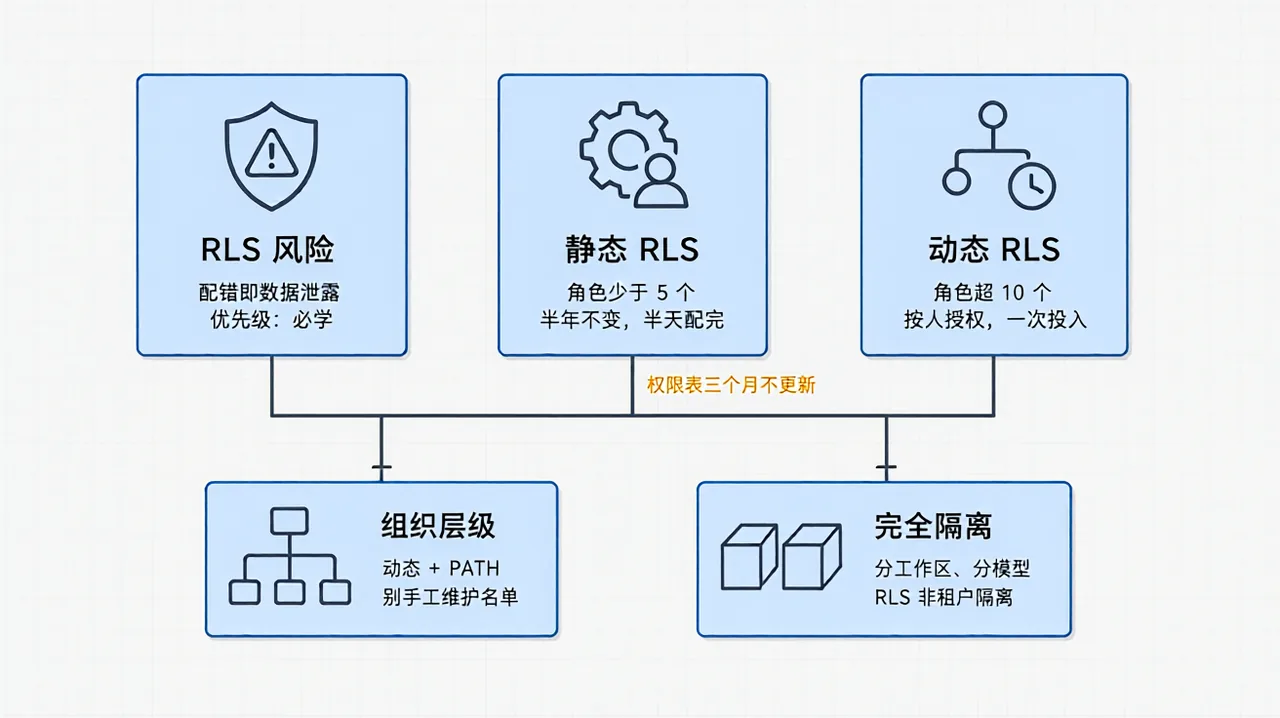 RLS 风险
配错即数据泄露
优先级：必学
静态 RLS
角色少于 5 个
半年不变，半天配完
动态 RLS
角色超 10 个
按人授权，一次投入
权限表三个月不更新
组织层级
动态 + PATH
别手工维护名单
完全隔离
分工作区、分模型
RLS 非租户隔离